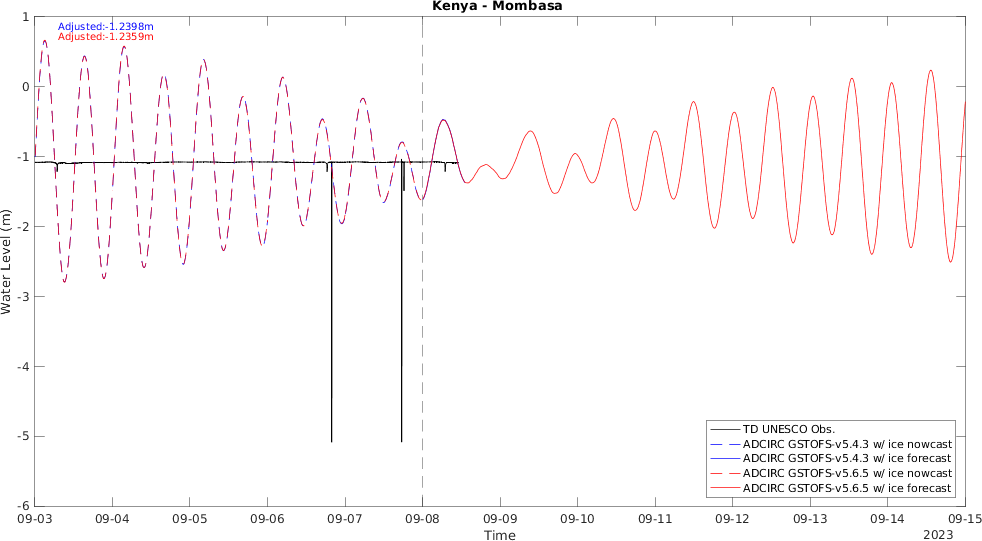 Kenya - Mombasa
Adjusted:-1.2398m
Adjusted:-1.2359m
1
0
-1
-2
-3
-4
-5
-6
Water Level (m)
TD UNESCO Obs.
ADCIRC GSTOFS-v5.4.3 w/ ice nowcast
ADCIRC GSTOFS-v5.4.3 w/ ice forecast
ADCIRC GSTOFS-v5.6.5 w/ ice nowcast
ADCIRC GSTOFS-v5.6.5 w/ ice forecast
09-03 09-04 09-05 09-06 09-07 09-08 09-09 09-10 09-11 09-12 09-13 09-14 09-15
Time
2023